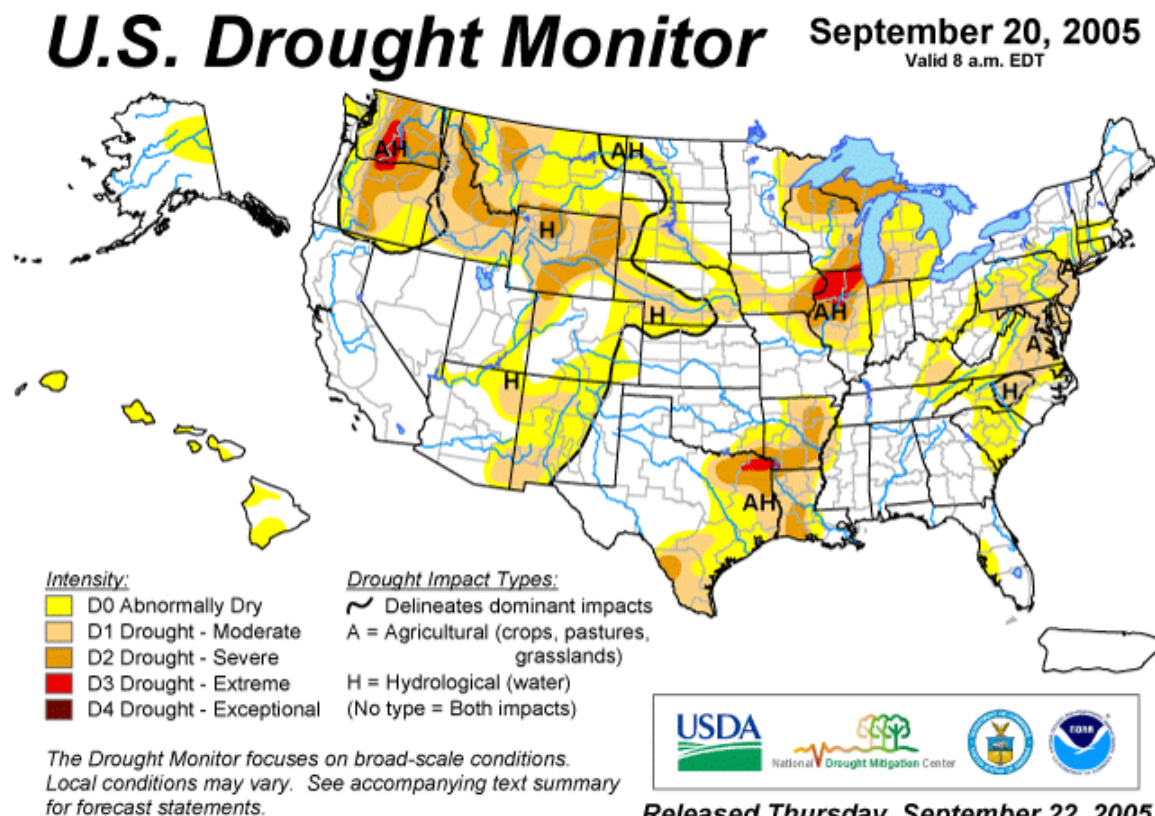 U.S. Drought Monitor
September 20, 2005
Valid 8 a.m. EDT
AH
AH
H
H
AH
A
A
H
H
AH
Intensity:
D0 Abnormally Dry
D1 Drought - Moderate
D2 Drought - Severe
D3 Drought - Extreme
D4 Drought - Exceptional
Drought Impact Types:
Delineates dominant impacts
A = Agricultural (crops, pastures,
grasslands)
H = Hydrological (water)
(No type = Both impacts)
The Drought Monitor focuses on broad-scale conditions.
Local conditions may vary. See accompanying text summary
for forecast statements.
USDA
National Drought Mitigation Center
NOAA
Released Thursday, September 22, 2005